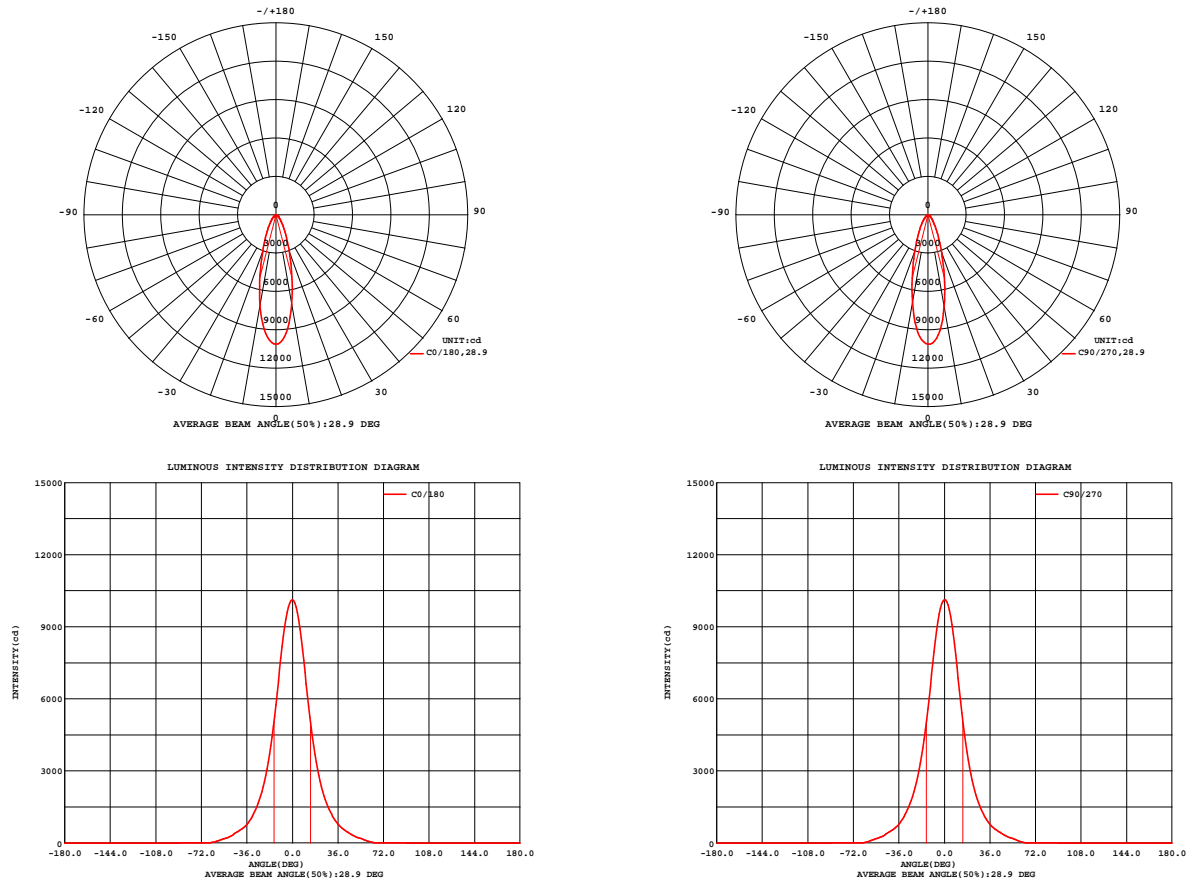 -/+180
-150 150
-120 120
-90 90
0
3000
6000
-60 60
9000
UNIT:cd
C0/180,28.9
12000
-30 30
15000
0
AVERAGE BEAM ANGLE(50%):28.9 DEG
-/+180
-150 150
-120 120
-90 90
0
3000
6000
-60 60
9000
UNIT:cd
C90/270,28.9
12000
-30 30
15000
0
AVERAGE BEAM ANGLE(50%):28.9 DEG
LUMINOUS INTENSITY DISTRIBUTION DIAGRAM
C0/180
15000
12000
9000
6000
3000
0
INTENSITY(cd)
-180.0 -144.0 -108.0 -72.0 -36.0 0.0 36.0 72.0 108.0 144.0 180.0
ANGLE(DEG)
AVERAGE BEAM ANGLE(50%):28.9 DEG
LUMINOUS INTENSITY DISTRIBUTION DIAGRAM
C90/270
15000
12000
9000
6000
3000
0
INTENSITY(cd)
-180.0 -144.0 -108.0 -72.0 -36.0 0.0 36.0 72.0 108.0 144.0 180.0
ANGLE(DEG)
AVERAGE BEAM ANGLE(50%):28.9 DEG